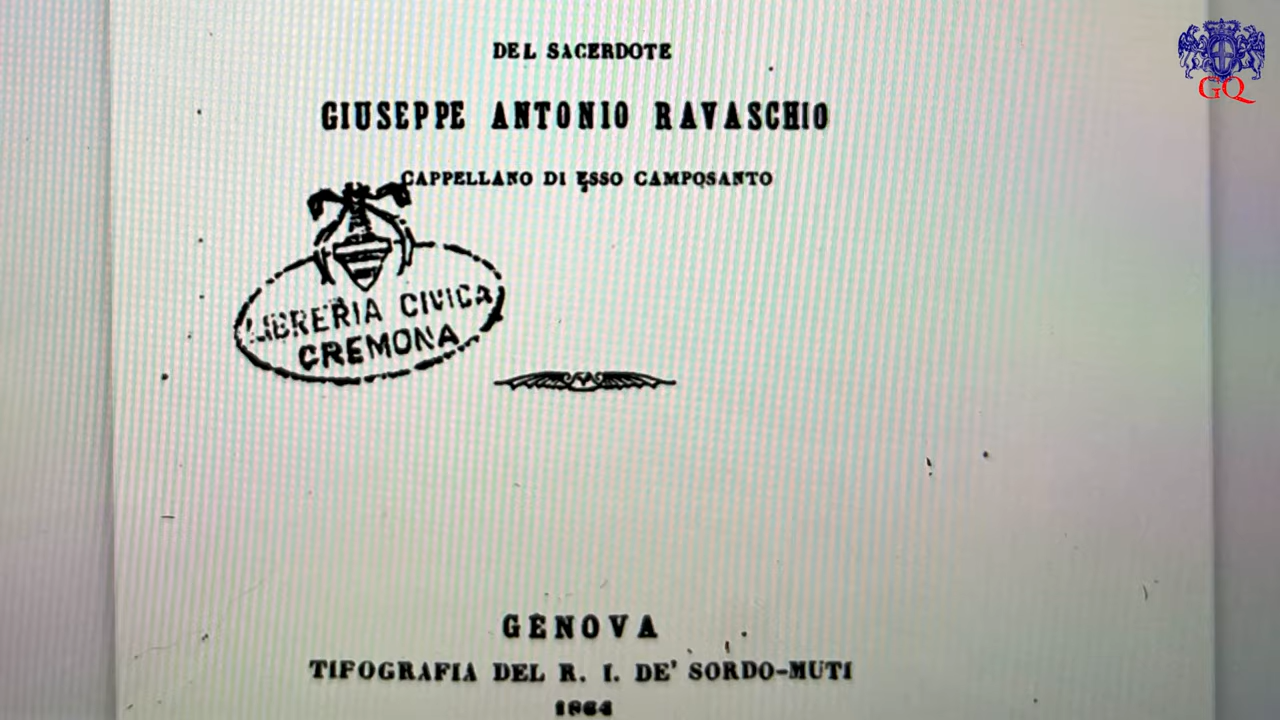 DEL SACERDOTE
GIUSEPPE ANTONIO RAVASCHIO
CAPPELLANO DI ESSO CAMPOSANTO
LIBRERIA CIVICA
CREMONA
GENOVA
TIPOGRAFIA DEL R. I. DE' SORDO-MUTI
1864
GQ